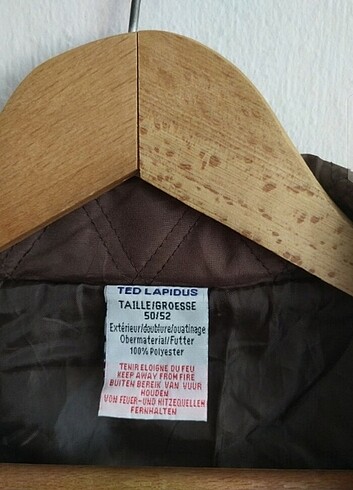 TED LAPIDUS
TAILLE/GROESSE
50/52
Extérieur/doublure/ouatinage
Obermaterial/Futter
100% Polyester
TENIR ELOIGNE DU FEU
KEEP AWAY FROM FIRE
BUITEN BEREIK VAN VUUR
HOUDEN
VON FEUER-UND HITZEQUELLEN
FERNHALTEN